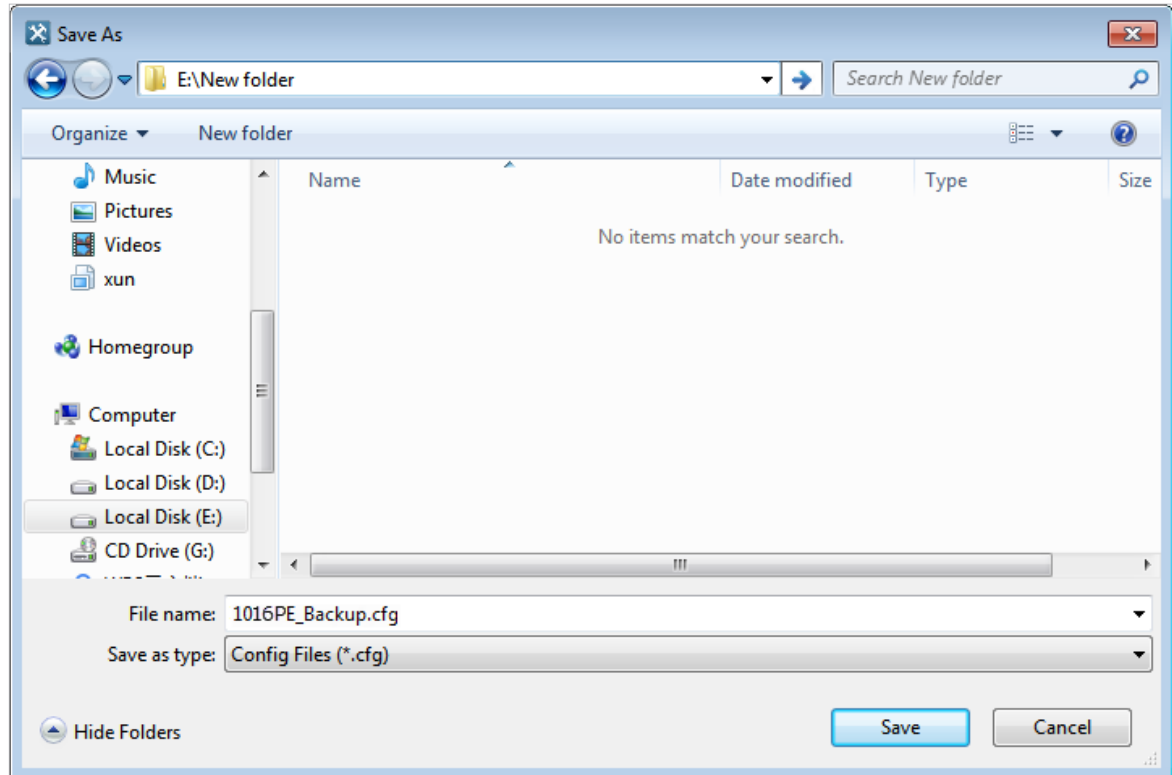 Save As
E:\New folder
Search New folder
Organize
New folder
Music
Pictures
Videos
xun
Homegroup
Computer
Local Disk (C:)
Local Disk (D:)
Local Disk (E:)
CD Drive (G:)
Name
Date modified
Type
Size
No items match your search.
File name: 1016PE_Backup.cfg
Save as type: Config Files (*.cfg)
Hide Folders
Save
Cancel